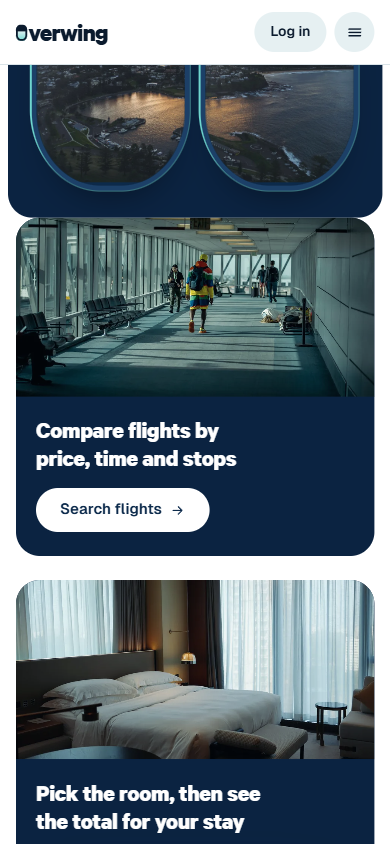 Overwing
Log in
Compare flights by
price, time and stops
Search flights →
Pick the room, then see
the total for your stay